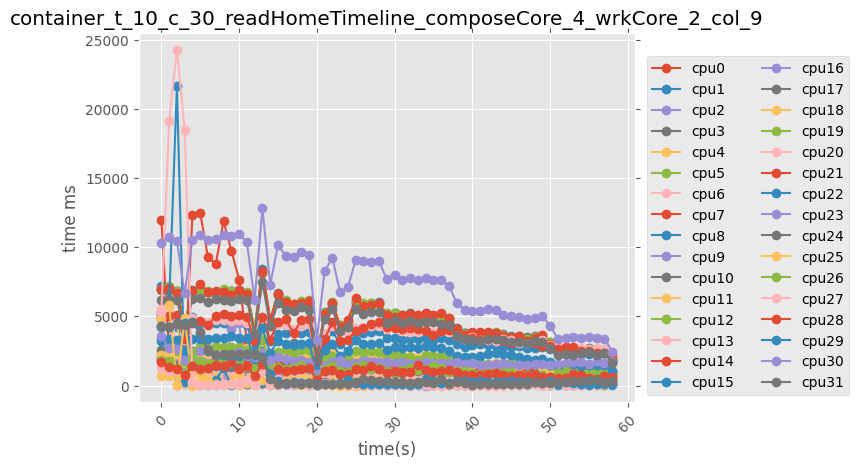 container_t_10_c_30_readHomeTimeline_composeCore_4_wrkCore_2_col_9
25000
20000
15000
10000
5000
0
time ms
0
10
20
30
40
50
60
time(s)
cpu0
cpu1
cpu2
cpu3
cpu4
cpu5
cpu6
cpu7
cpu8
cpu9
cpu10
cpu11
cpu12
cpu13
cpu14
cpu15
cpu16
cpu17
cpu18
cpu19
cpu20
cpu21
cpu22
cpu23
cpu24
cpu25
cpu26
cpu27
cpu28
cpu29
cpu30
cpu31